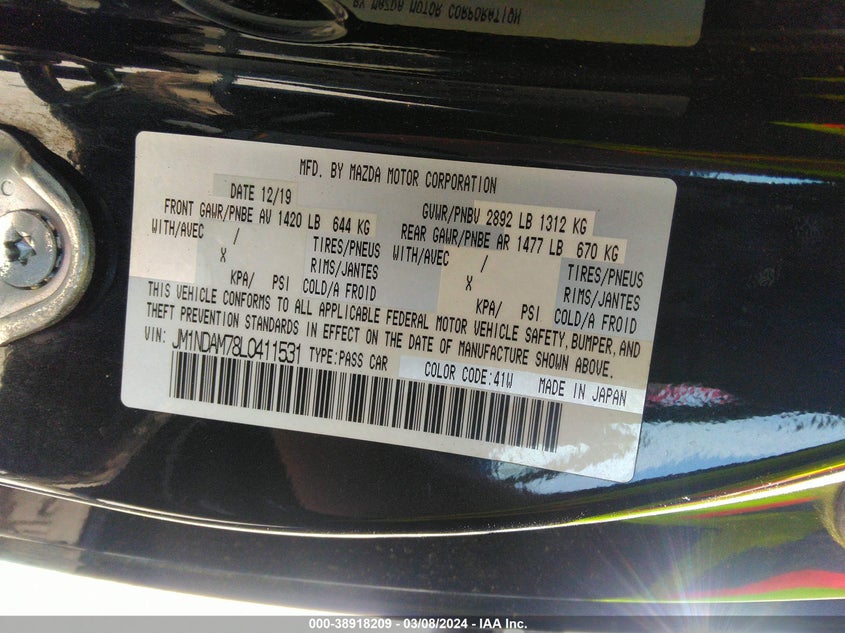 BY MAZDA MOTOR CORPORATION
C
MFD. BY MAZDA MOTOR CORPORATION
DATE 12/19
GVWR/PNBV 2892 LB 1312 KG
FRONT GAWR/PNBE AV 1420 LB 644 KG
REAR GAWR/PNBE AR 1477 LB 670 KG
WITH/AVEC / TIRES/PNEUS WITH/AVEC / TIRES/PNEUS
X RIMS/JANTES X RIMS/JANTES
KPA/ PSI COLD/A FROID KPA/ PSI COLD/A FROID
THIS VEHICLE CONFORMS TO ALL APPLICABLE FEDERAL MOTOR VEHICLE SAFETY, BUMPER, AND
THEFT PREVENTION STANDARDS IN EFFECT ON THE DATE OF MANUFACTURE SHOWN ABOVE.
VIN: JM1NDAM78L0411531 TYPE:PASS CAR
COLOR CODE:41W MADE IN JAPAN
000-38918209 - 03/08/2024 - IAA Inc.